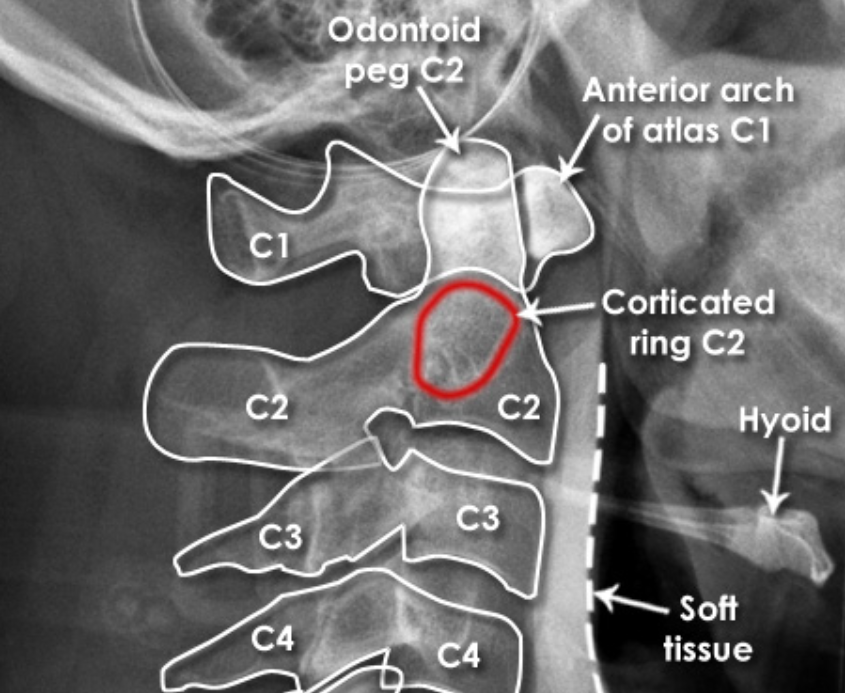 Odontoid
peg C2
Anterior arch
of atlas C1
C1
Corticated
ring C2
C2
C2
Hyoid
C3
C3
Soft
tissue
C4
C4